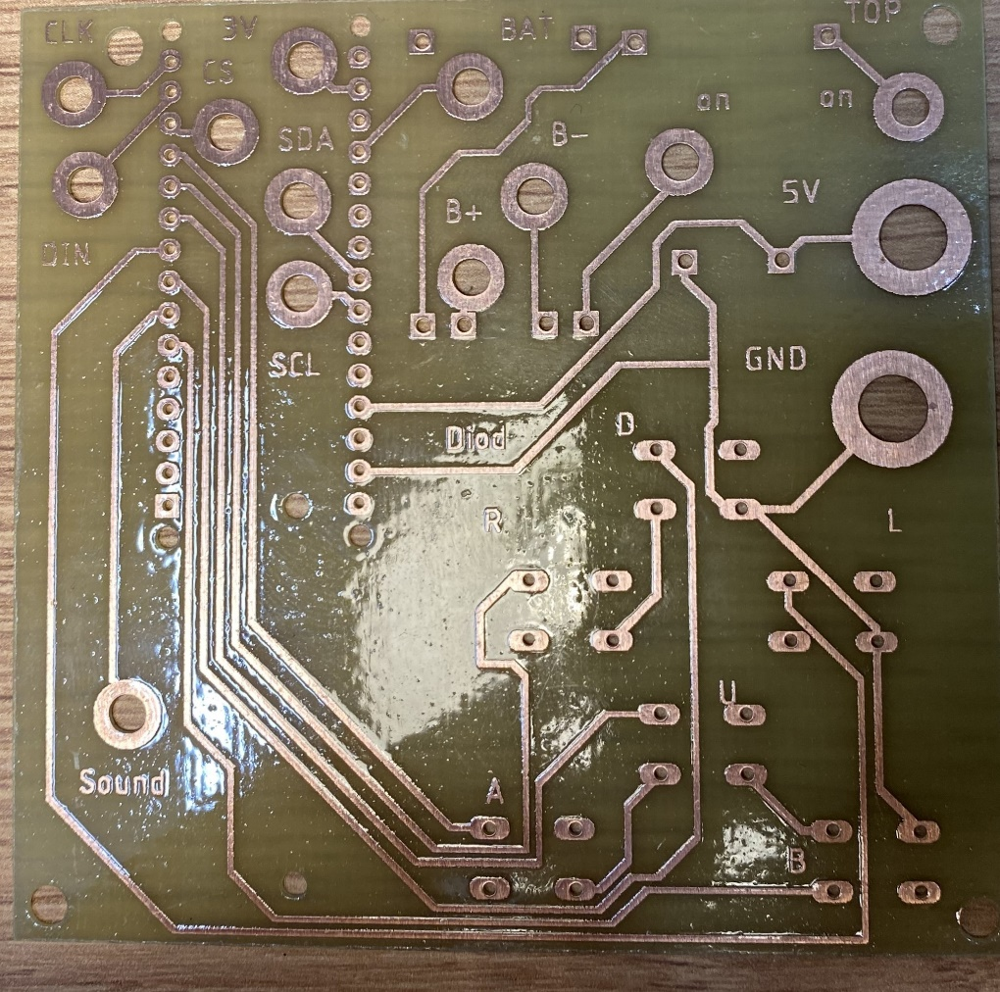 CLK
3V
BAT
TOP
CS
on
on
SDA
B-
5V
B+
DIN
SCL
GND
Diod
D
R
L
U
Sound
A
B